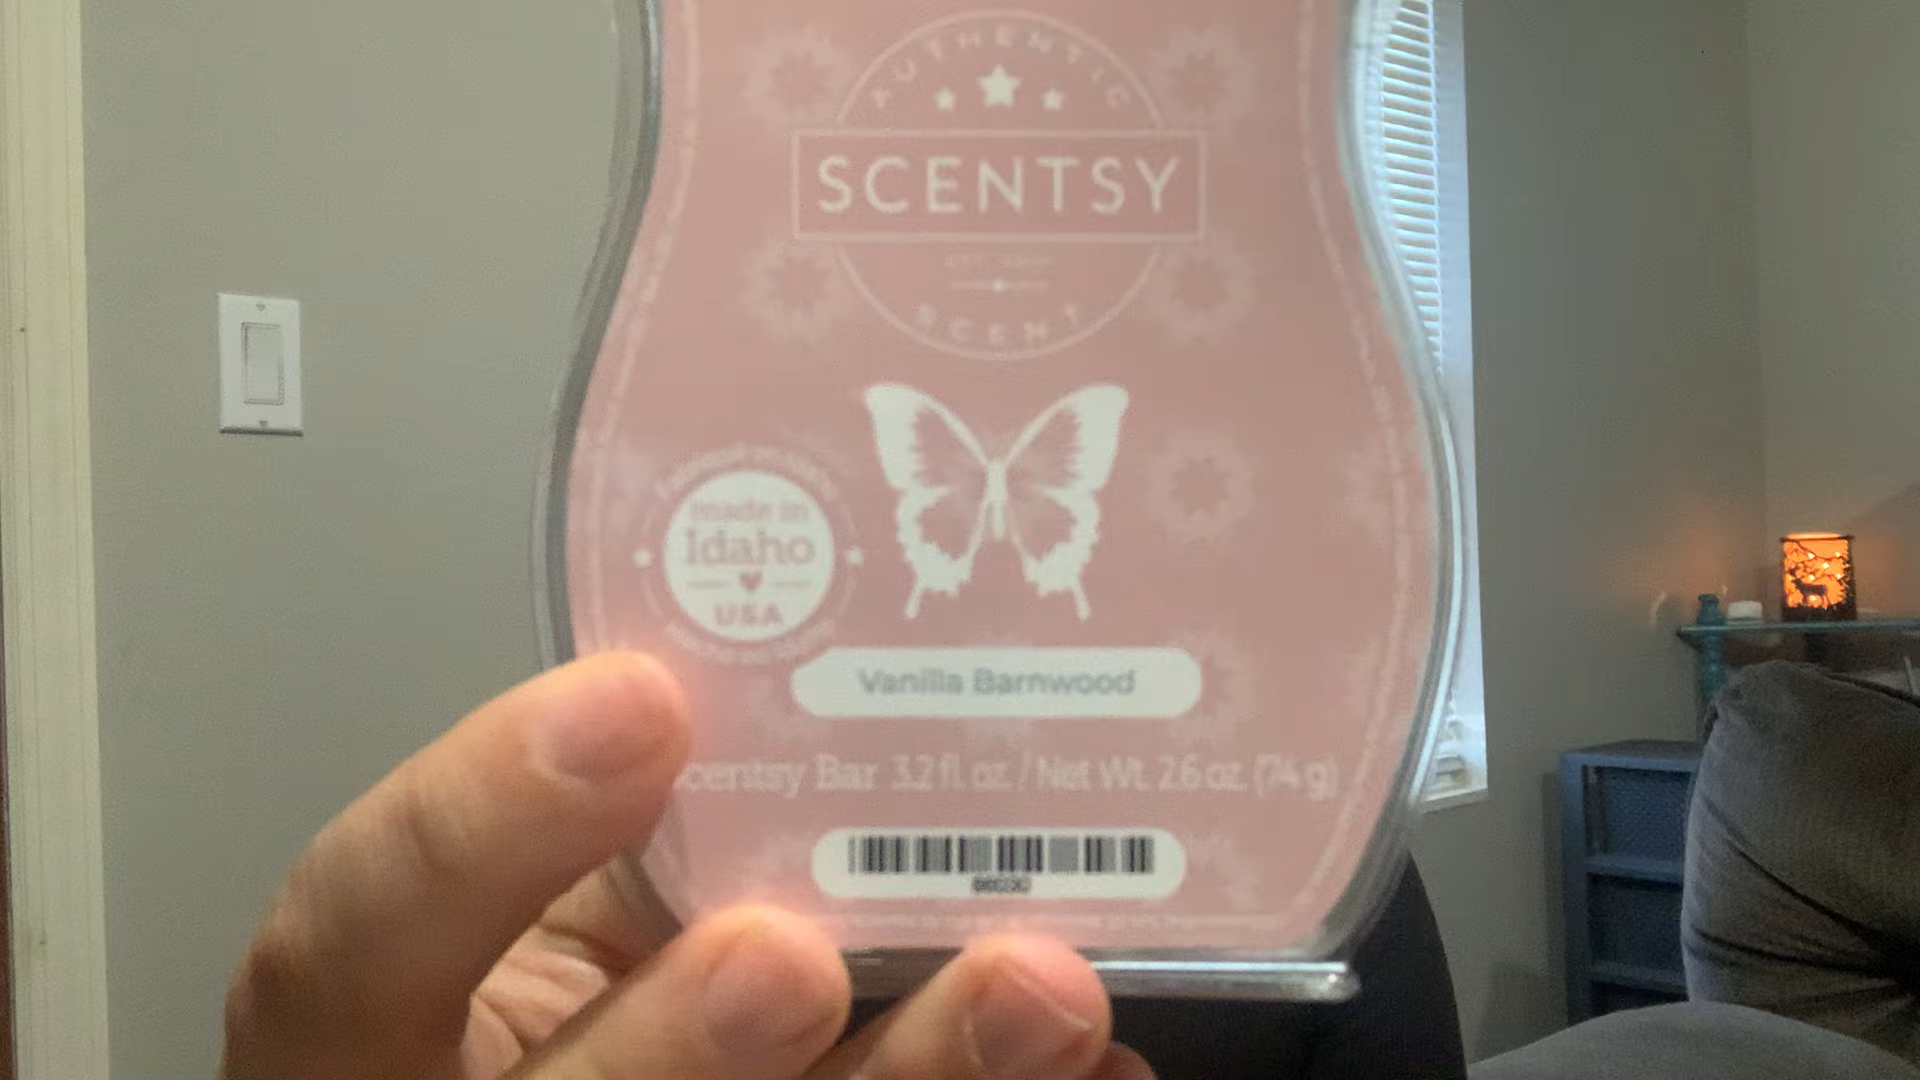 AUTHENTIC
SCENTSY
SCENT
made in
Idaho
USA
Vanilla Barnwood
Bar 3.2 fl. oz. / Net Wt. 2.6 oz. (74 g)